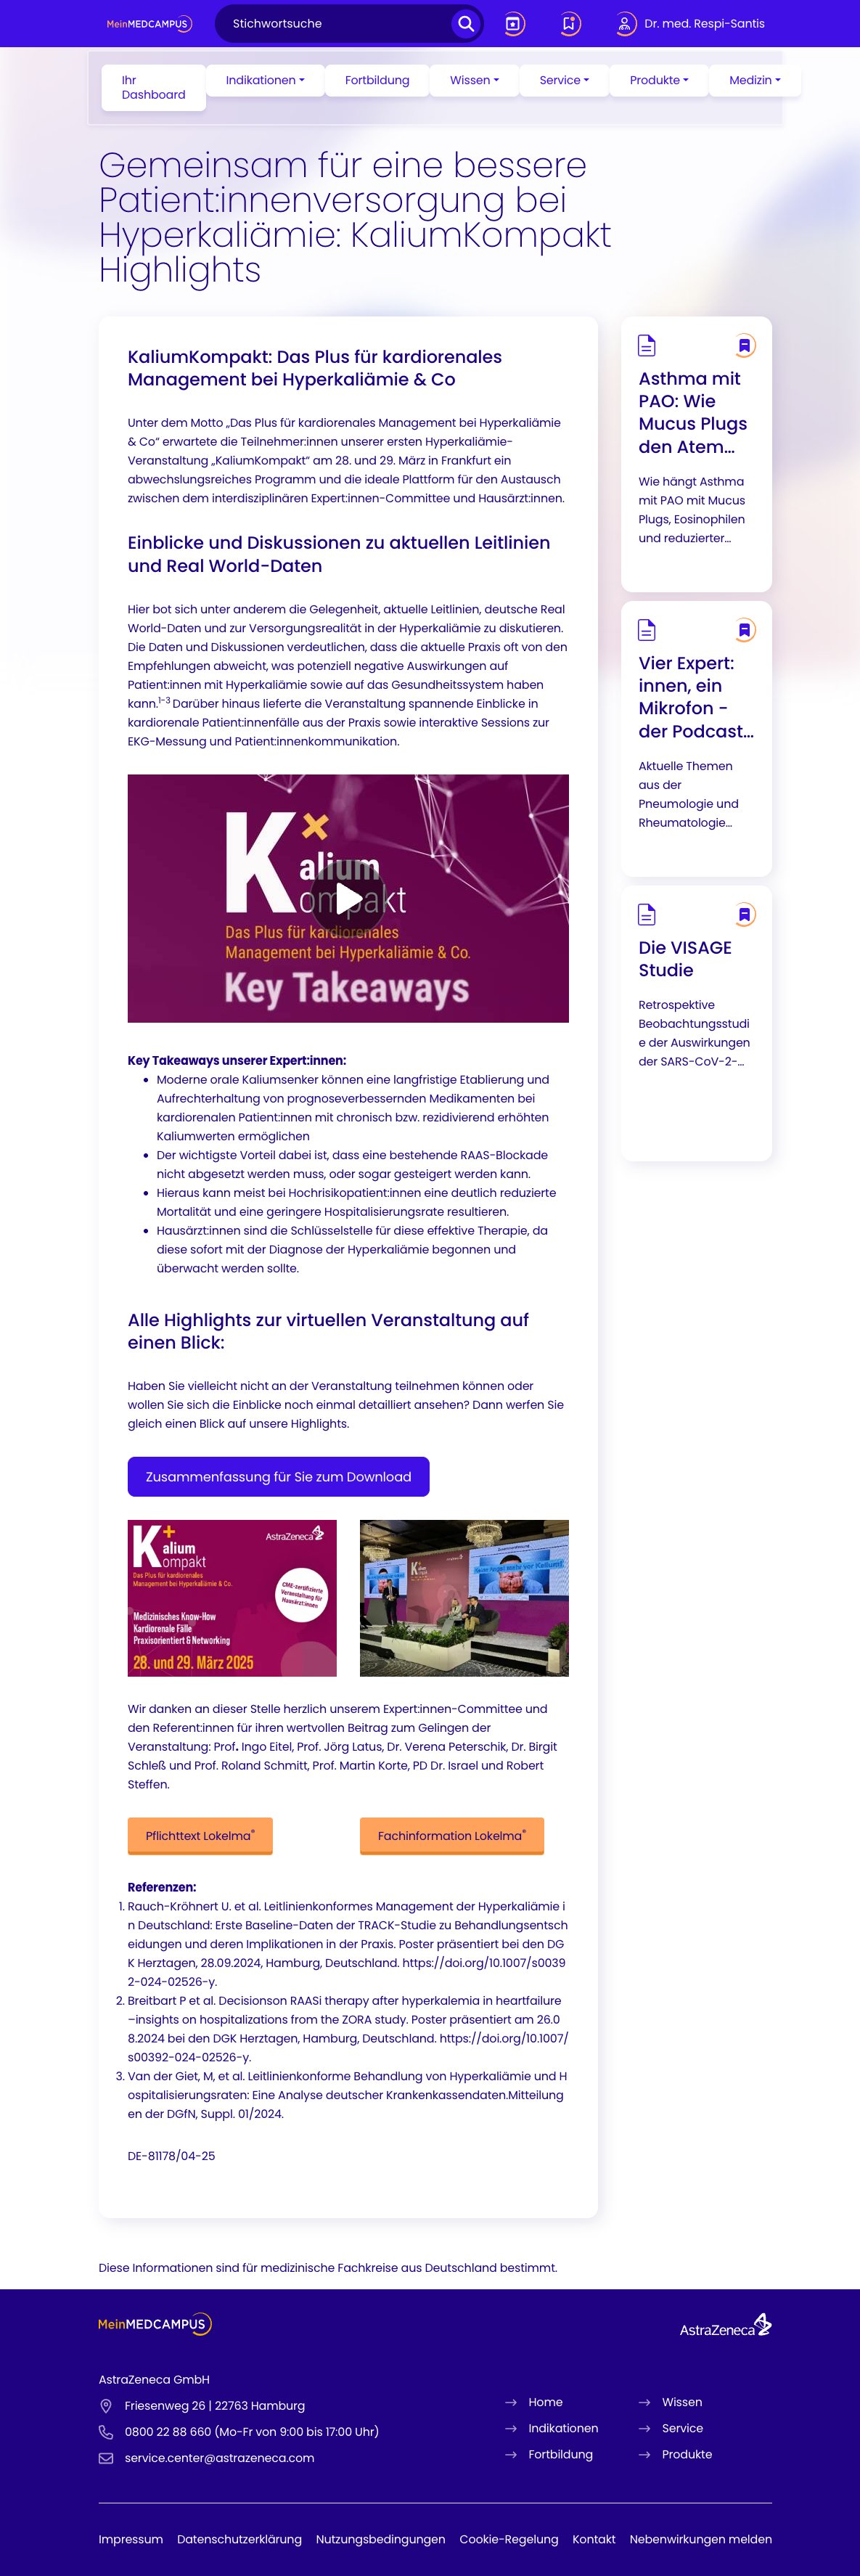 MeinMEDCAMPUS
Stichwortsuche
Dr. med. Respi-Santis
Ihr
Dashboard
Indikationen
Fortbildung
Wissen
Service
Produkte
Medizin
Gemeinsam für eine bessere
Patient:innenversorgung bei
Hyperkaliämie: KaliumKompakt
Highlights
KaliumKompakt: Das Plus für kardiorenales
Management bei Hyperkaliämie & Co
Unter dem Motto „Das Plus für kardiorenales Management bei Hyperkaliämie
& Co“ erwartete die Teilnehmer:innen unserer ersten Hyperkaliämie-
Veranstaltung „KaliumKompakt“ am 28. und 29. März in Frankfurt ein
abwechslungsreiches Programm und die ideale Plattform für den Austausch
zwischen dem interdisziplinären Expert:innen-Committee und Hausärzt:innen.
Einblicke und Diskussionen zu aktuellen Leitlinien
und Real World-Daten
Hier bot sich unter anderem die Gelegenheit, aktuelle Leitlinien, deutsche Real
World-Daten und zur Versorgungsrealität in der Hyperkaliämie zu diskutieren.
Die Daten und Diskussionen verdeutlichen, dass die aktuelle Praxis oft von den
Empfehlungen abweicht, was potenziell negative Auswirkungen auf
Patient:innen mit Hyperkaliämie sowie auf das Gesundheitssystem haben
kann.1-3 Darüber hinaus lieferte die Veranstaltung spannende Einblicke in
kardiorenale Patient:innenfälle aus der Praxis sowie interaktive Sessions zur
EKG-Messung und Patient:innenkommunikation.
Kalium
Kompakt
Das Plus für kardiorenales
Management bei Hyperkaliämie & Co.
Key Takeaways
Key Takeaways unserer Expert:innen:
• Moderne orale Kaliumsenker können eine langfristige Etablierung und
Aufrechterhaltung von prognoseverbessernden Medikamenten bei
kardiorenalen Patient:innen mit chronisch bzw. rezidivierend erhöhten
Kaliumwerten ermöglichen
• Der wichtigste Vorteil dabei ist, dass eine bestehende RAAS-Blockade
nicht abgesetzt werden muss, oder sogar gesteigert werden kann.
• Hieraus kann meist bei Hochrisikopatient:innen eine deutlich reduzierte
Mortalität und eine geringere Hospitalisierungsrate resultieren.
• Hausärzt:innen sind die Schlüsselstelle für diese effektive Therapie, da
diese sofort mit der Diagnose der Hyperkaliämie begonnen und
überwacht werden sollte.
Alle Highlights zur virtuellen Veranstaltung auf
einen Blick:
Haben Sie vielleicht nicht an der Veranstaltung teilnehmen können oder
wollen Sie sich die Einblicke noch einmal detailliert ansehen? Dann werfen Sie
gleich einen Blick auf unsere Highlights.
Zusammenfassung für Sie zum Download
Kalium
Kompakt
AstraZeneca
Das Plus für kardiorenales
Management bei Hyperkaliämie & Co.
CME-zertifizierte
Veranstaltung für
Hausärzt:innen
Medizinisches Know-How
Kardiorenale Fälle
Praxisorientiert & Networking
28. und 29. März 2025
Wir danken an dieser Stelle herzlich unserem Expert:innen-Committee und
den Referent:innen für ihren wertvollen Beitrag zum Gelingen der
Veranstaltung: Prof. Ingo Eitel, Prof. Jörg Latus, Dr. Verena Peterschik, Dr. Birgit
Schleß und Prof. Roland Schmitt, Prof. Martin Korte, PD Dr. Israel und Robert
Steffen.
Pflichttext Lokelma®
Fachinformation Lokelma®
Referenzen:
1. Rauch-Kröhnert U. et al. Leitlinienkonformes Management der Hyperkaliämie i
n Deutschland: Erste Baseline-Daten der TRACK-Studie zu Behandlungsentsch
eidungen und deren Implikationen in der Praxis. Poster präsentiert bei den DG
K Herztagen, 28.09.2024, Hamburg, Deutschland. https://doi.org/10.1007/s0039
2-024-02526-y.
2. Breitbart P et al. Decisionson RAASi therapy after hyperkalemia in heartfailure
–insights on hospitalizations from the ZORA study. Poster präsentiert am 26.0
8.2024 bei den DGK Herztagen, Hamburg, Deutschland. https://doi.org/10.1007/
s00392-024-02526-y.
3. Van der Giet, M, et al. Leitlinienkonforme Behandlung von Hyperkaliämie und H
ospitalisierungsraten: Eine Analyse deutscher Krankenkassendaten.Mitteilung
en der DGfN, Suppl. 01/2024.
DE-81178/04-25
Asthma mit
PAO: Wie
Mucus Plugs
den Atem...
Wie hängt Asthma
mit PAO mit Mucus
Plugs, Eosinophilen
und reduzierter...
Vier Expert:
innen, ein
Mikrofon -
der Podcast...
Aktuelle Themen
aus der
Pneumologie und
Rheumatologie...
Die VISAGE
Studie
Retrospektive
Beobachtungsstudi
e der Auswirkungen
der SARS-CoV-2-...
Diese Informationen sind für medizinische Fachkreise aus Deutschland bestimmt.
MeinMEDCAMPUS
AstraZeneca
AstraZeneca GmbH
Friesenweg 26 | 22763 Hamburg
0800 22 88 660 (Mo-Fr von 9:00 bis 17:00 Uhr)
service.center@astrazeneca.com
Home
Indikationen
Fortbildung
Wissen
Service
Produkte
Impressum
Datenschutzerklärung
Nutzungsbedingungen
Cookie-Regelung
Kontakt
Nebenwirkungen melden